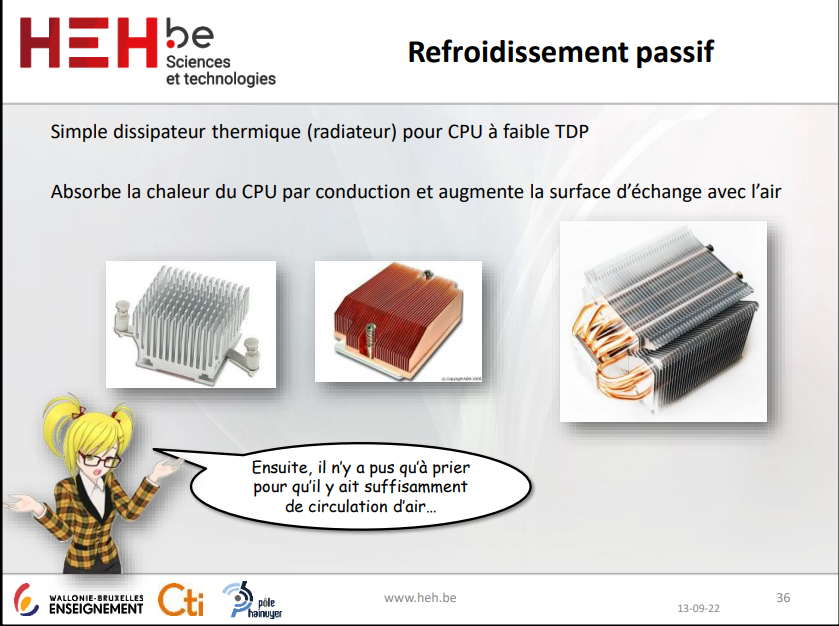 HEH.be
Sciences
et technologies
Refroidissement passif
Simple dissipateur thermique (radiateur) pour CPU à faible TDP
Absorbe la chaleur du CPU par conduction et augmente la surface d'échange avec l'air
Ensuite, il n'y a pus qu'à prier
pour qu'il y ait suffisamment
de circulation d'air…
WALLONIE-BRUXELLES
ENSEIGNEMENT
Cti
pôle
hainuyer
www.heh.be
13-09-22
36